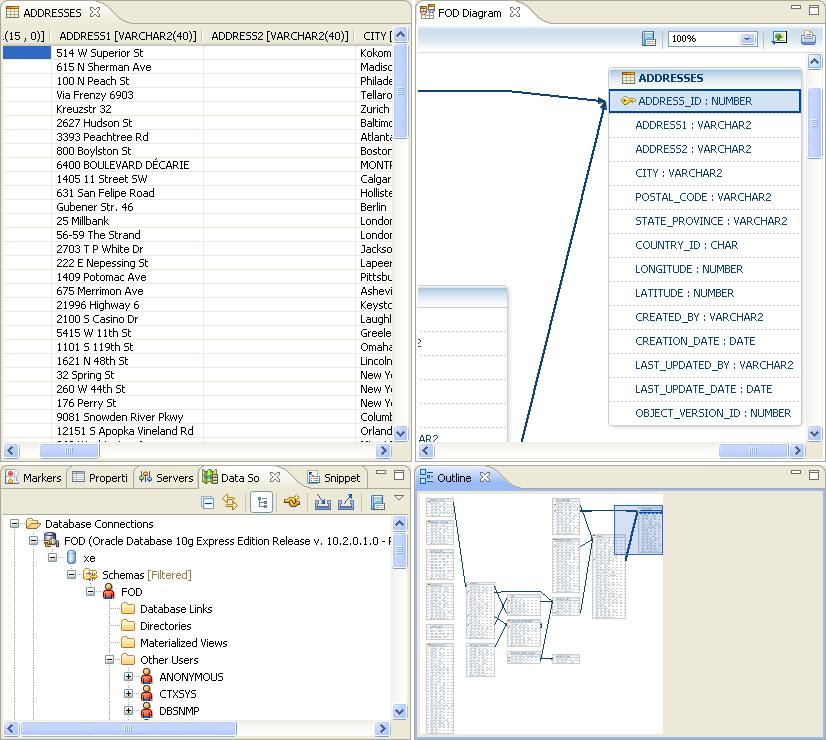 ADDRESSES
.(15 , 0)] ADDRESS1 [VARCHAR2(40)] ADDRESS2 [VARCHAR2(40)] CITY [
514 W Superior St Kokom
615 N Sherman Ave Madisc
100 N Peach St Philade
Via Frenzy 6903 Tellaro
Kreuzstr 32 Zurich
2627 Hudson St Baltimo
3393 Peachtree Rd Atlanta
800 Boylston St Boston
6400 BOULEVARD DÉCARIE MONTR
1405 11 Street SW Calgar
631 San Felipe Road Holliste
Gubener Str. 46 Berlin
25 Millbank London
56-59 The Strand London
2703 T P White Dr Jackso
222 E Nepessing St Lapeer
1409 Potomac Ave Pittsbu
675 Merrimon Ave Ashevi
21996 Highway 6 Keysto
2100 S Casino Dr Laughl
5415 W 11th St Greele
1101 S 119th St Omaha
1621 N 48th St Lincoln
32 Spring St New Yo
260 W 44th St New Yo
176 Perry St New Yo
9081 Snowden River Pkwy Columb
12151 S Apopka Vineland Rd Orland
FOD Diagram
100%
ADDRESSES
ADDRESS_ID : NUMBER
ADDRESS1 : VARCHAR2
ADDRESS2 : VARCHAR2
CITY : VARCHAR2
POSTAL_CODE : VARCHAR2
STATE_PROVINCE : VARCHAR2
COUNTRY_ID : CHAR
LONGITUDE : NUMBER
LATITUDE : NUMBER
CREATED_BY : VARCHAR2
CREATION_DATE : DATE
LAST_UPDATED_BY : VARCHAR2
LAST_UPDATE_DATE : DATE
OBJECT_VERSION_ID : NUMBER
2
AR2
Markers Properti Servers Data So Snippet
Database Connections
FOD (Oracle Database 10g Express Edition Release v. 10.2.0.1.0 - P
xe
Schemas [Filtered]
FOD
Database Links
Directories
Materialized Views
Other Users
ANONYMOUS
CTXSYS
DBSNMP
Outline